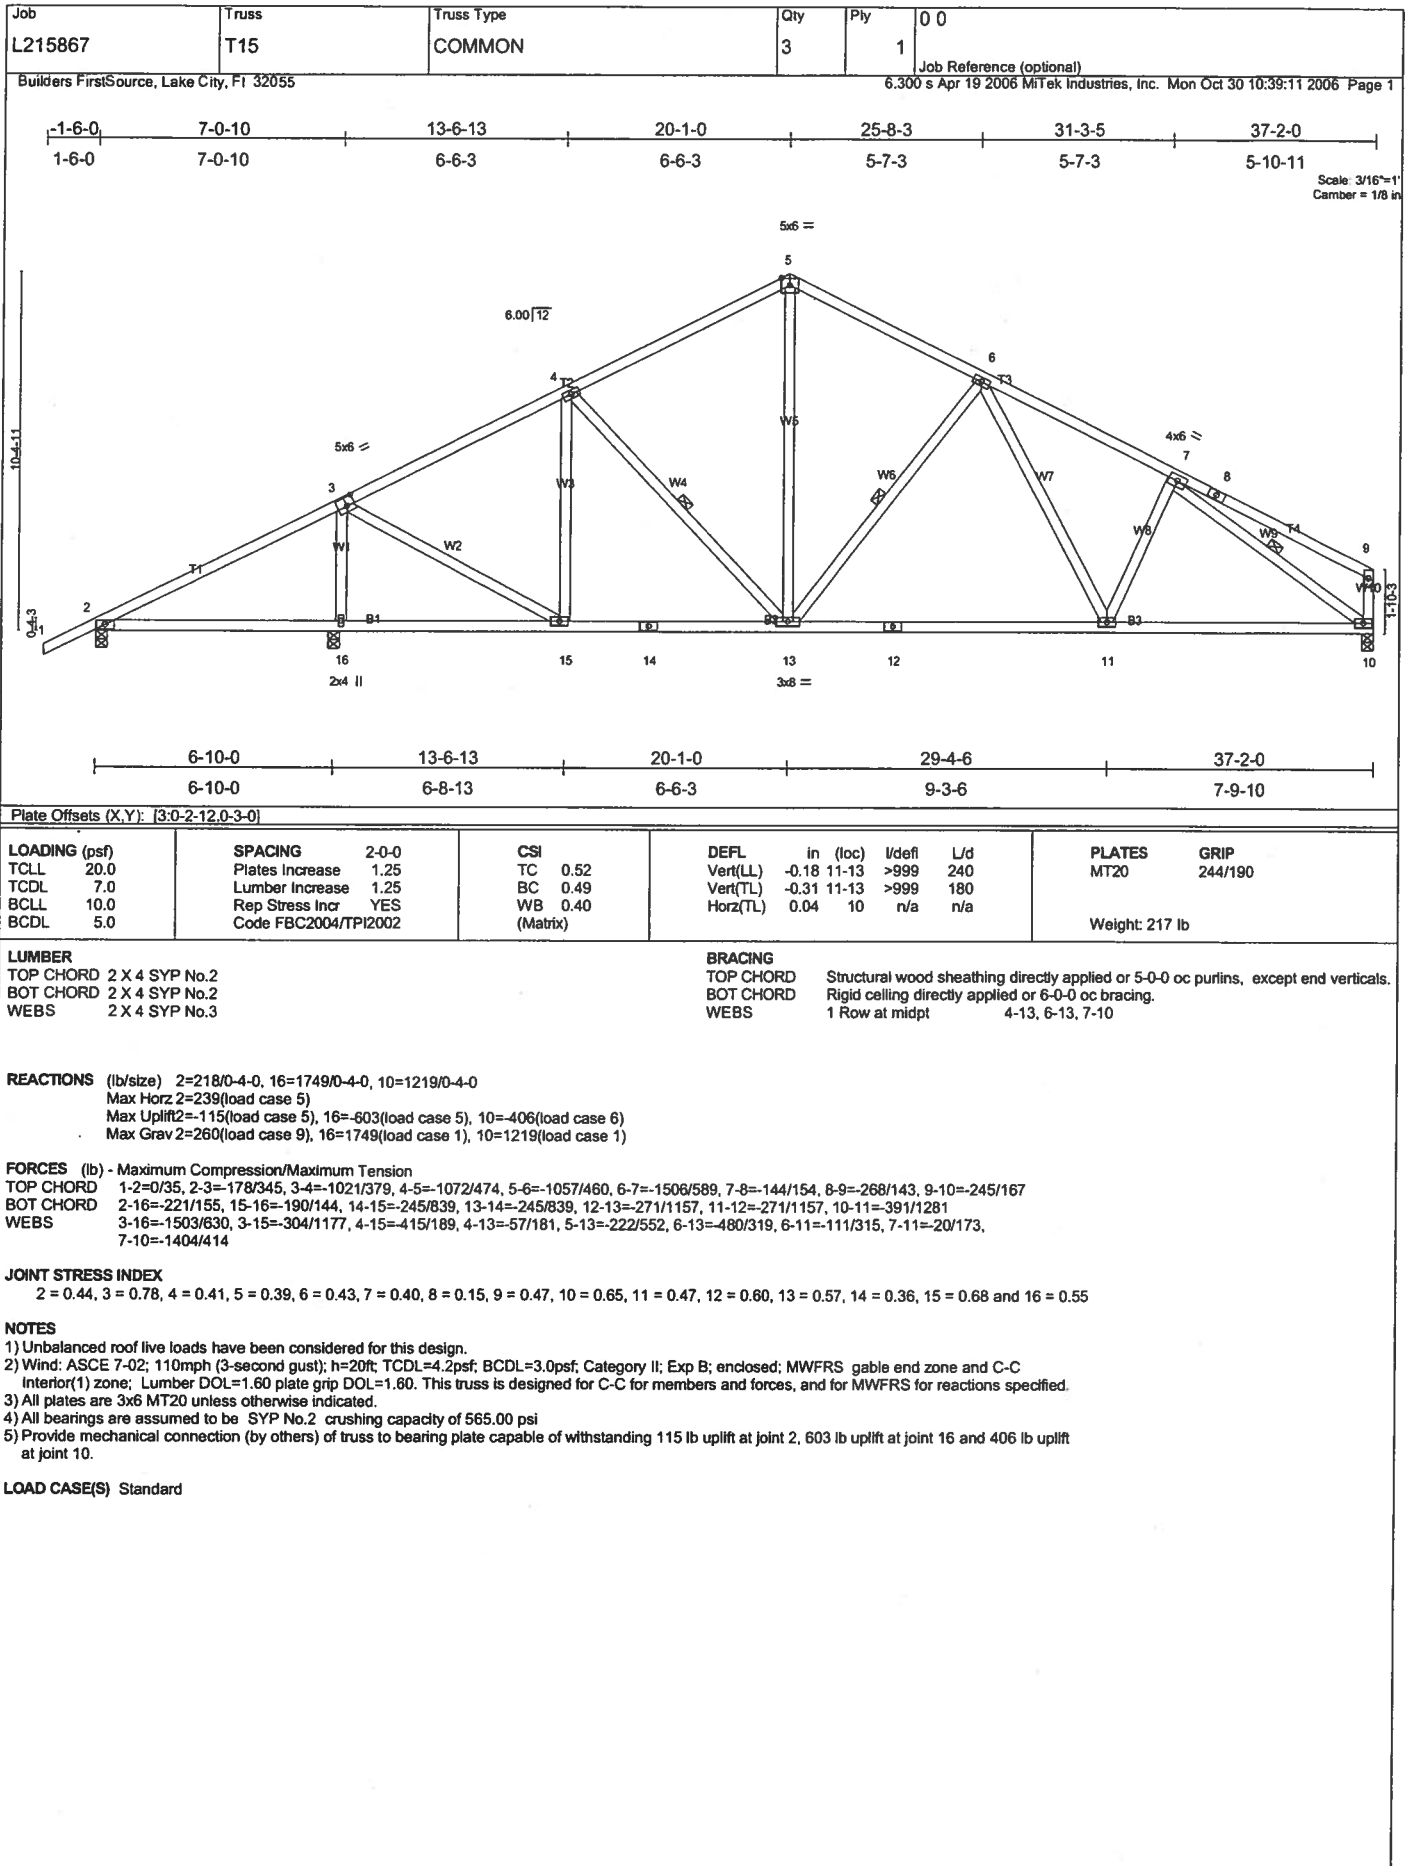 Job Truss Truss Type Qty Ply 0 0
L215867 T15 COMMON 3 1
Job Reference (optional)
Builders FirstSource, Lake City, Fl 32055 6.300 s Apr 19 2006 MiTek Industries, Inc. Mon Oct 30 10:39:11 2006 Page 1
-1-6-0 7-0-10 13-6-13 20-1-0 25-8-3 31-3-5 37-2-0
1-6-0 7-0-10 6-6-3 6-6-3 5-7-3 5-7-3 5-10-11
Scale: 3/16"=1'
Camber = 1/8 in
5x6 =
5
6.00 12
6
4 T2 T3
W5
10-4-11
5x6 = 4x6 =
7
3 W4 W3 W6 W7 8
W1 W2 W8 W9 T4 9
T1 W10
2 1-10-3
0-4-3 1 B1 B2 B3
16 15 14 13 12 11 10
2x4 II 3x8 =
6-10-0 13-6-13 20-1-0 29-4-6 37-2-0
6-10-0 6-8-13 6-6-3 9-3-6 7-9-10
Plate Offsets (X,Y): [3:0-2-12,0-3-0]
LOADING (psf) SPACING 2-0-0 CSI DEFL in (loc) l/defl L/d PLATES GRIP
TCLL 20.0 Plates Increase 1.25 TC 0.52 Vert(LL) -0.18 11-13 >999 240 MT20 244/190
TCDL 7.0 Lumber Increase 1.25 BC 0.49 Vert(TL) -0.31 11-13 >999 180
BCLL 10.0 Rep Stress Incr YES WB 0.40 Horz(TL) 0.04 10 n/a n/a
BCDL 5.0 Code FBC2004/TPI2002 (Matrix) Weight: 217 lb
LUMBER BRACING
TOP CHORD 2 X 4 SYP No.2 TOP CHORD Structural wood sheathing directly applied or 5-0-0 oc purlins, except end verticals.
BOT CHORD 2 X 4 SYP No.2 BOT CHORD Rigid ceiling directly applied or 6-0-0 oc bracing.
WEBS 2 X 4 SYP No.3 WEBS 1 Row at midpt 4-13, 6-13, 7-10
REACTIONS (lb/size) 2=218/0-4-0, 16=1749/0-4-0, 10=1219/0-4-0
Max Horz 2=239(load case 5)
Max Uplift2=-115(load case 5), 16=-603(load case 5), 10=-406(load case 6)
Max Grav 2=260(load case 9), 16=1749(load case 1), 10=1219(load case 1)
FORCES (lb) - Maximum Compression/Maximum Tension
TOP CHORD 1-2=0/35, 2-3=-178/345, 3-4=-1021/379, 4-5=-1072/474, 5-6=-1057/460, 6-7=-1506/589, 7-8=-144/154, 8-9=-268/143, 9-10=-245/167
BOT CHORD 2-16=-221/155, 15-16=-190/144, 14-15=-245/839, 13-14=-245/839, 12-13=-271/1157, 11-12=-271/1157, 10-11=-391/1281
WEBS 3-16=-1503/630, 3-15=-304/1177, 4-15=-415/189, 4-13=-57/181, 5-13=-222/552, 6-13=-480/319, 6-11=-111/315, 7-11=-20/173,
7-10=-1404/414
JOINT STRESS INDEX
2 = 0.44, 3 = 0.78, 4 = 0.41, 5 = 0.39, 6 = 0.43, 7 = 0.40, 8 = 0.15, 9 = 0.47, 10 = 0.65, 11 = 0.47, 12 = 0.60, 13 = 0.57, 14 = 0.36, 15 = 0.68 and 16 = 0.55
NOTES
1) Unbalanced roof live loads have been considered for this design.
2) Wind: ASCE 7-02; 110mph (3-second gust); h=20ft; TCDL=4.2psf; BCDL=3.0psf; Category II; Exp B; enclosed; MWFRS gable end zone and C-C
Interior(1) zone; Lumber DOL=1.60 plate grip DOL=1.60. This truss is designed for C-C for members and forces, and for MWFRS for reactions specified.
3) All plates are 3x6 MT20 unless otherwise indicated.
4) All bearings are assumed to be SYP No.2 crushing capacity of 565.00 psi
5) Provide mechanical connection (by others) of truss to bearing plate capable of withstanding 115 lb uplift at joint 2, 603 lb uplift at joint 16 and 406 lb uplift
at joint 10.
LOAD CASE(S) Standard